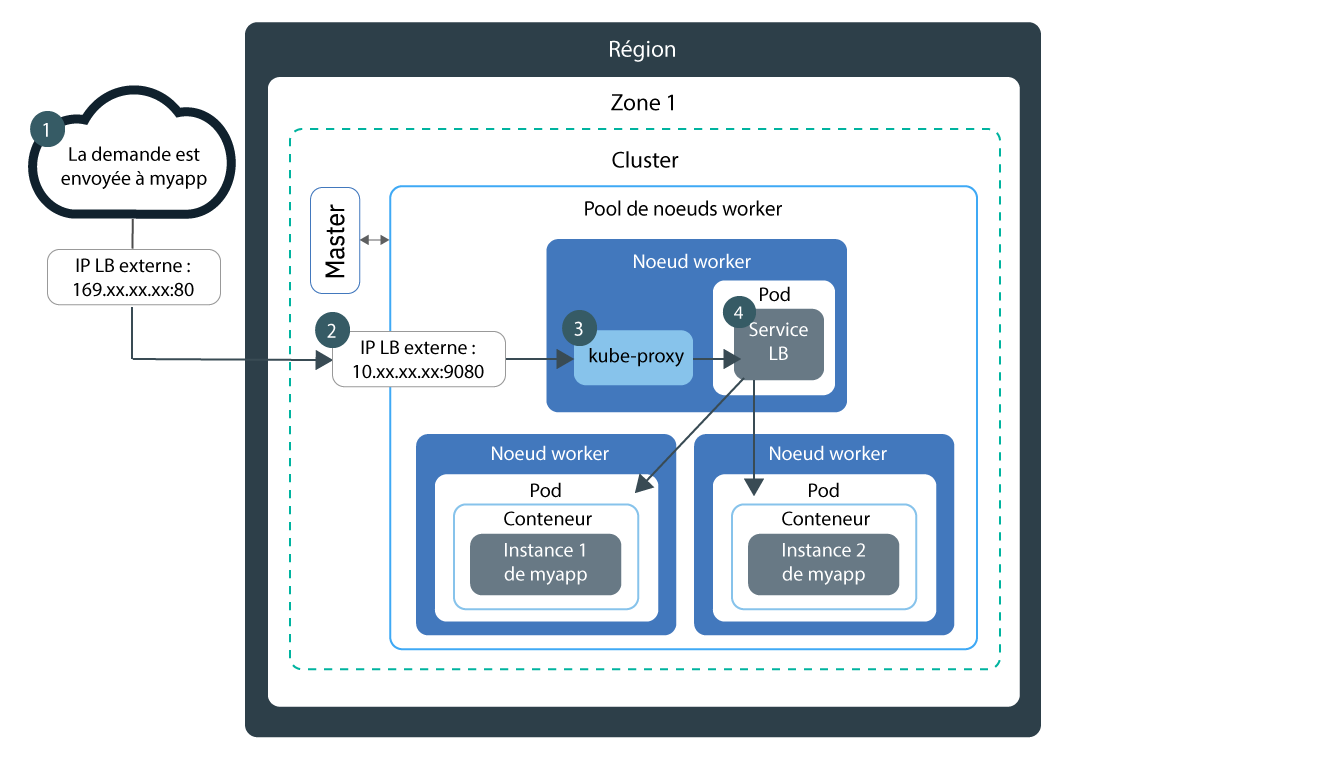 Région
Zone 1
Cluster
1
La demande est
envoyée à myapp
IP LB externe :
169.xx.xx.xx:80
Master
Pool de noeuds worker
2
IP LB externe :
10.xx.xx.xx:9080
Noeud worker
3
kube-proxy
Pod
4
Service
LB
Noeud worker
Pod
Conteneur
Instance 1
de myapp
Noeud worker
Pod
Conteneur
Instance 2
de myapp